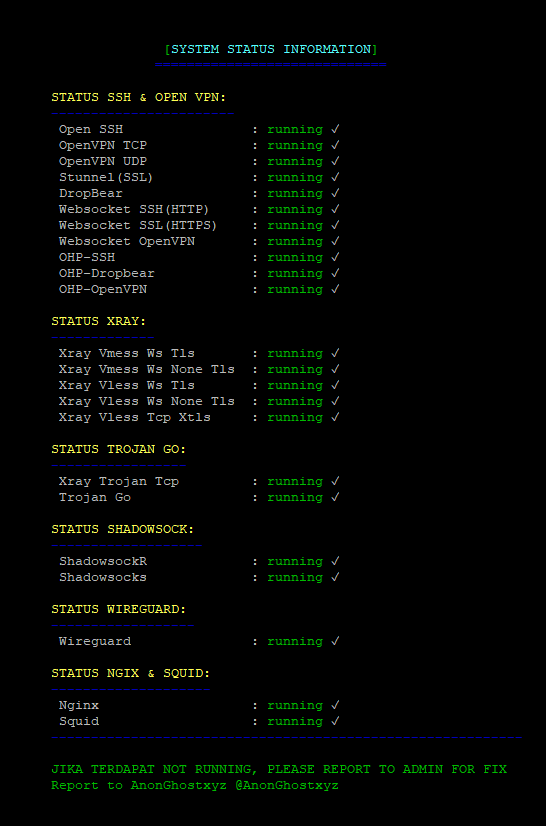 [SYSTEM STATUS INFORMATION]
STATUS SSH & OPEN VPN:
-----------------------
Open SSH : running ✓
OpenVPN TCP : running ✓
OpenVPN UDP : running ✓
Stunnel(SSL) : running ✓
DropBear : running ✓
Websocket SSH(HTTP) : running ✓
Websocket SSL(HTTPS) : running ✓
Websocket OpenVPN : running ✓
OHP-SSH : running ✓
OHP-Dropbear : running ✓
OHP-OpenVPN : running ✓
STATUS XRAY:
-------------
Xray Vmess Ws Tls : running ✓
Xray Vmess Ws None Tls : running ✓
Xray Vless Ws Tls : running ✓
Xray Vless Ws None Tls : running ✓
Xray Vless Tcp Xtls : running ✓
STATUS TROJAN GO:
-----------------
Xray Trojan Tcp : running ✓
Trojan Go : running ✓
STATUS SHADOWSOCK:
-------------------
ShadowsockR : running ✓
Shadowsocks : running ✓
STATUS WIREGUARD:
------------------
Wireguard : running ✓
STATUS NGIX & SQUID:
--------------------
Nginx : running ✓
Squid : running ✓
-----------------------------------------------------------
JIKA TERDAPAT NOT RUNNING, PLEASE REPORT TO ADMIN FOR FIX
Report to AnonGhostxyz @AnonGhostxyz